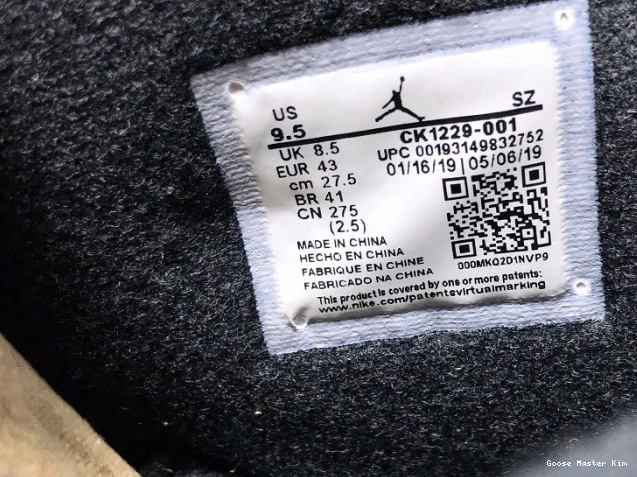 US SZ
9.5 CK1229-001
UK 8.5 UPC 00193149832752
EUR 43 01/16/19 | 05/06/19
cm 27.5
BR 41
CN 275
(2.5)
000MKQ2D1NVP9
MADE IN CHINA
HECHO EN CHINA
FABRIQUE EN CHINE
FABRICADO NA CHINA
This product is covered by one or more patents:
www.nike.com/patentsvirtualmarking
Goose Master Kim